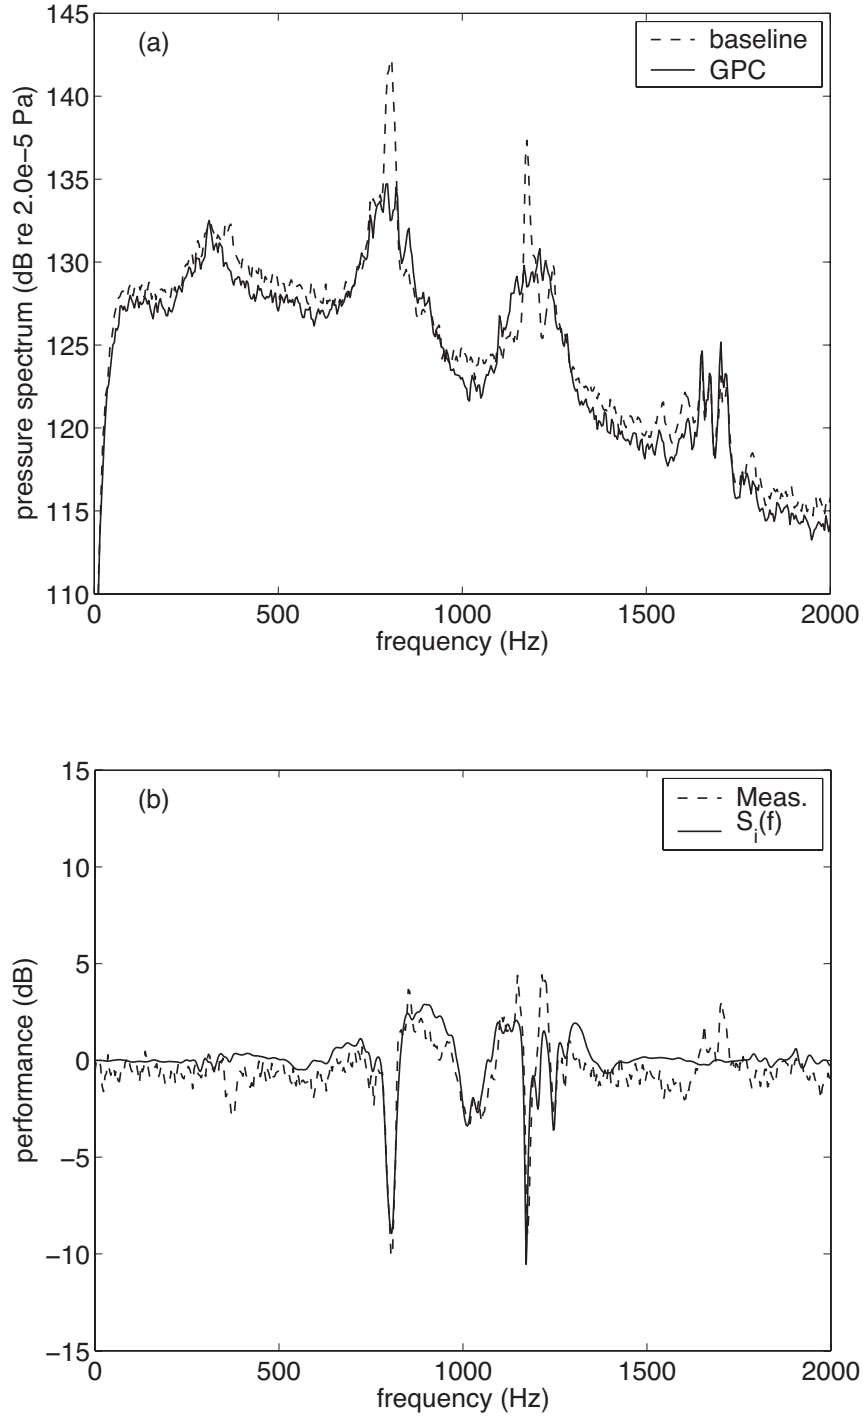 (a)
baseline
GPC
pressure spectrum (dB re 2.0e−5 Pa)
145
140
135
130
125
120
115
110
0 500 1000 1500 2000
frequency (Hz)
(b)
Meas.
S_i(f)
performance (dB)
15
10
5
0
−5
−10
−15
0 500 1000 1500 2000
frequency (Hz)